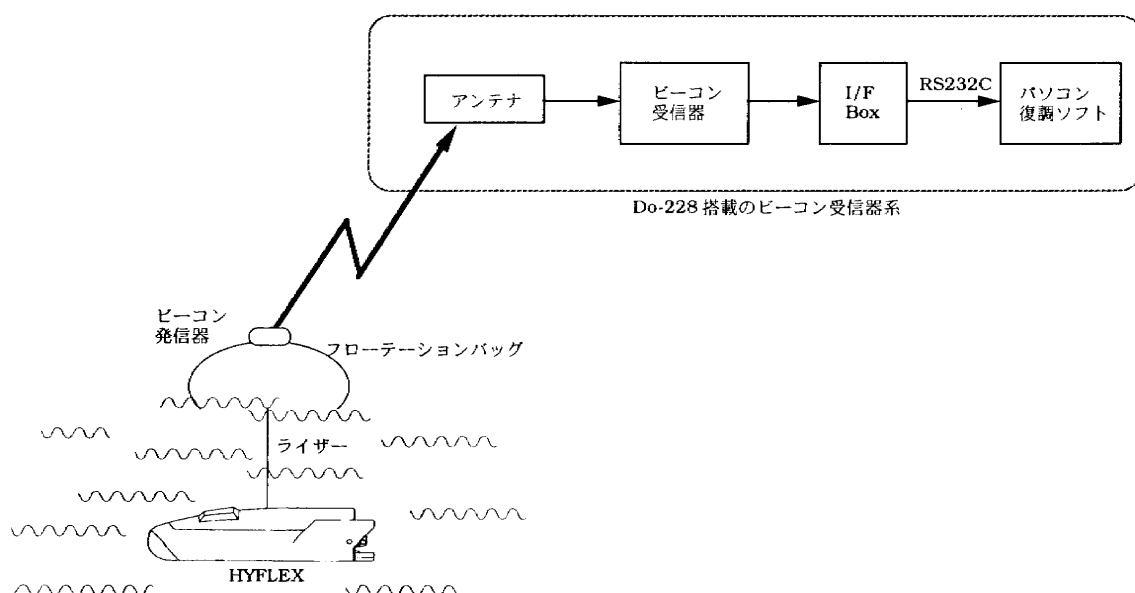 アンテナ
ビーコン
受信器
I/F
Box
RS232C
パソコン
復調ソフト
Do-228 搭載のビーコン受信器系
ビーコン
発信器
フローテーションバッグ
ライザー
HYFLEX